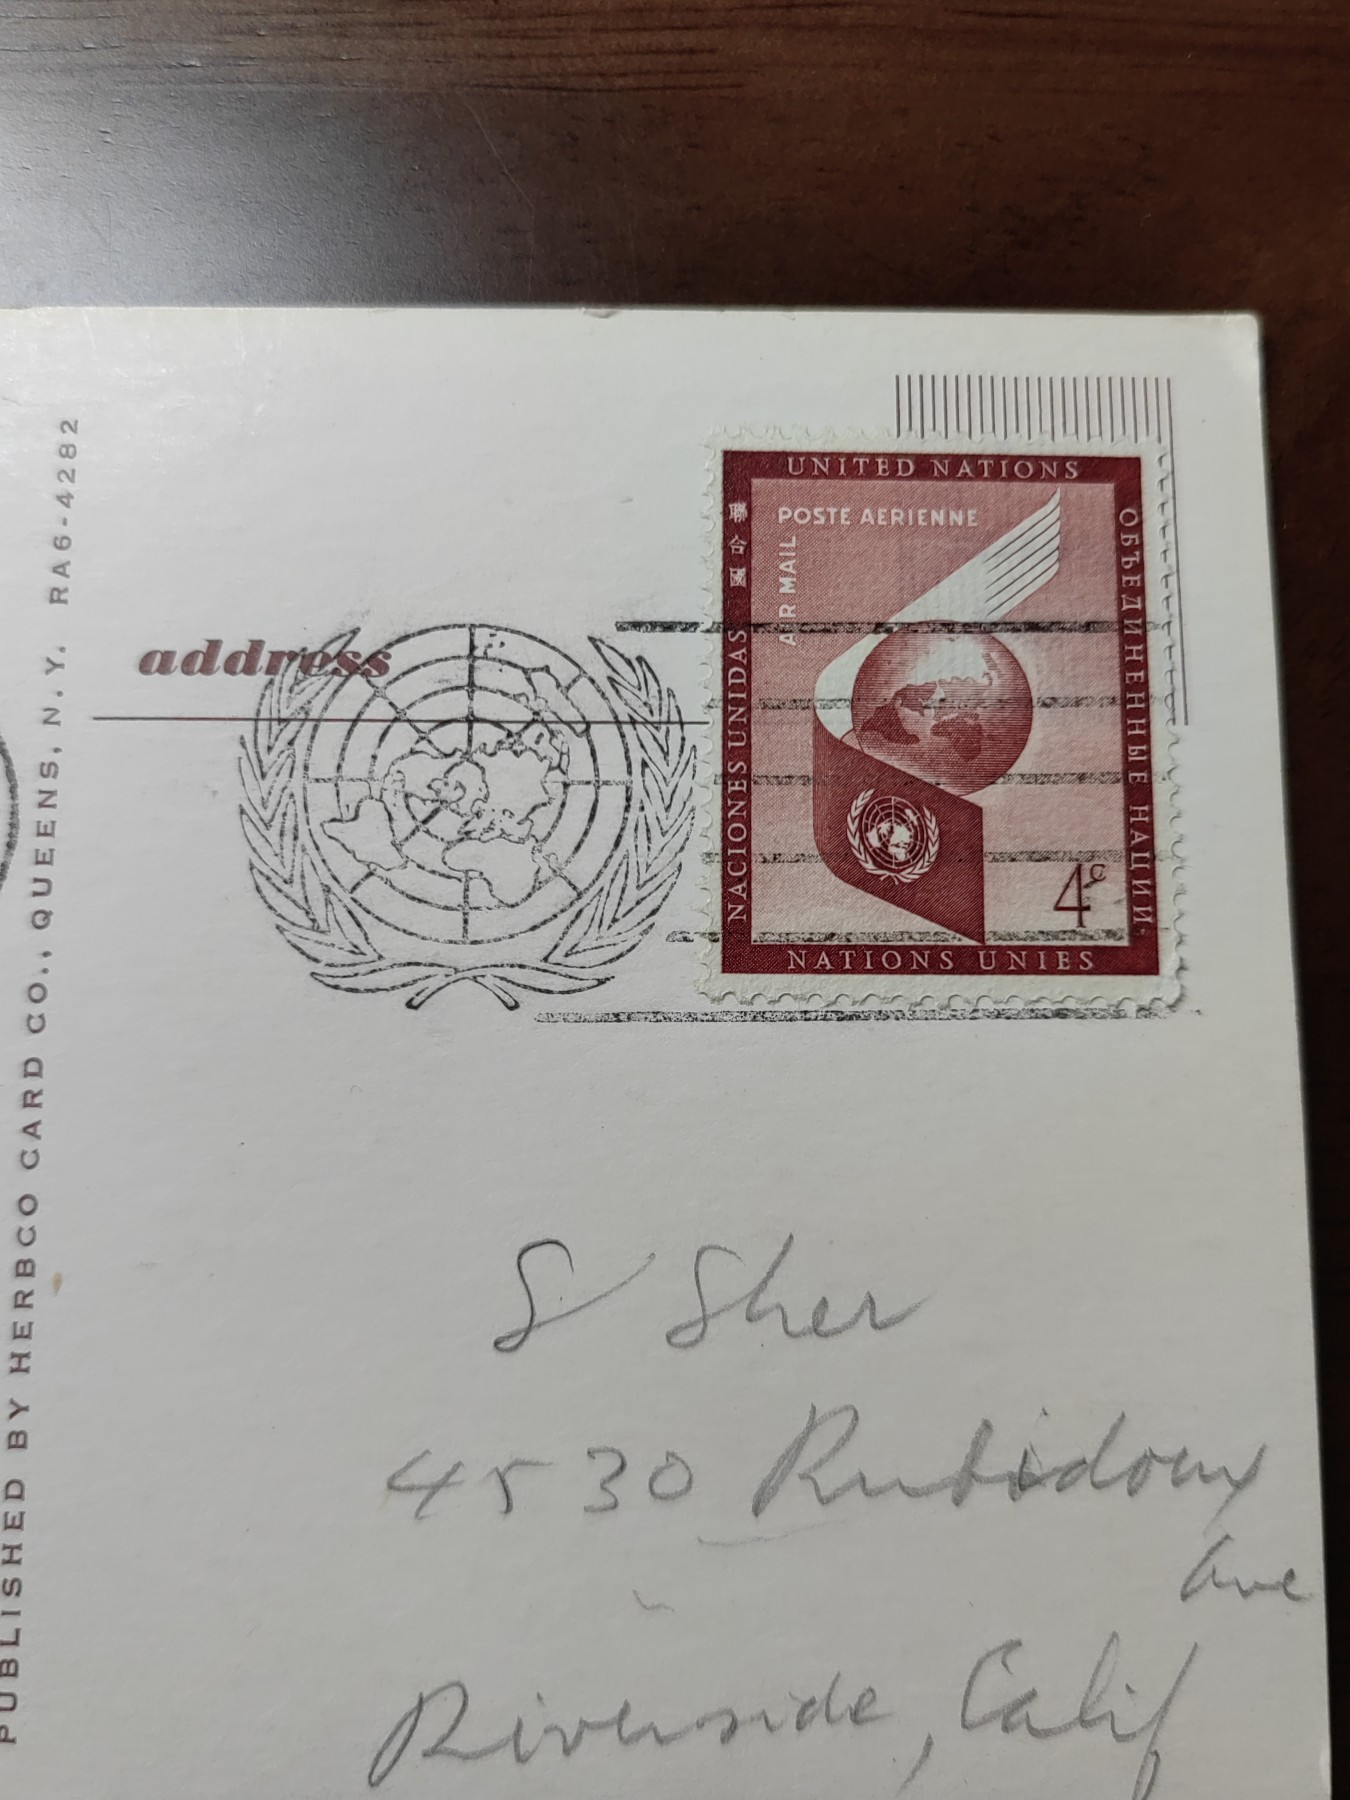 PUBLISHED BY HERBCO CARD CO., QUEENS, N.Y. RA6-4282
address
UNITED NATIONS
POSTE AERIENNE
AIR MAIL
聯合國
NACIONES UNIDAS
ОБЪЕДИНЕННЫЕ НАЦИИ
4c
NATIONS UNIES
S Sher
4530 Rubidoux
Ave
Riverside, Calif